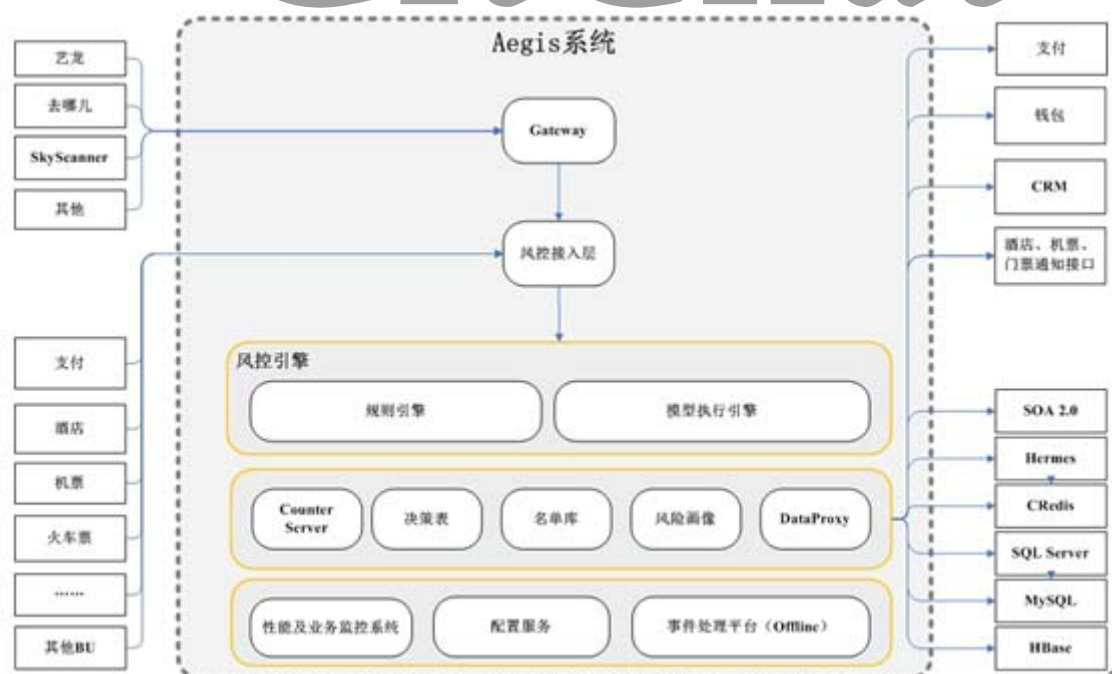 Aegis系统
艺龙
去哪儿
SkyScanner
其他
Gateway
风控接入层
支付
酒店
机票
火车票
……
其他BU
风控引擎
规则引擎
模型执行引擎
Counter
Server
决策表
名单库
风险画像
DataProxy
性能及业务监控系统
配置服务
事件处理平台（Offline）
支付
钱包
CRM
酒店、机票、
门票通知接口
SOA 2.0
Hermes
CRedis
SQL Server
MySQL
HBase